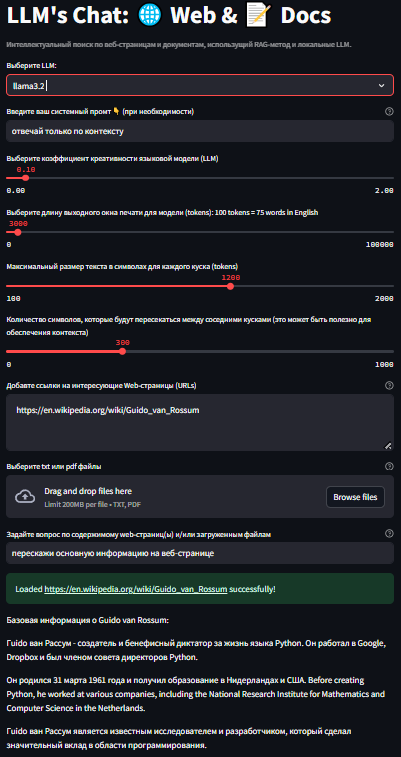 LLM's Chat: 🌐 Web & 📝 Docs
Интеллектуальный поиск по веб-страницам и документам, использущий RAG-метод и локальные LLM.
Выберите LLM:
llama3.2
Введите ваш системный промт 👇 (при необходимости)
отвечай только по контексту
Выберите коэффициент креативности языковой модели (LLM)
0.10
0.00 2.00
Выберите длину выходного окна печати для модели (tokens): 100 tokens = 75 words in English
3000
0 100000
Максимальный размер текста в символах для каждого куска (tokens)
1200
100 2000
Количество символов, которые будут пересекаться между соседними кусками (это может быть полезно для
обеспечения контекста)
300
0 1000
Добавьте ссылки на интересующие Web-страницы (URLs)
https://en.wikipedia.org/wiki/Guido_van_Rossum
Выберите txt или pdf файлы
Drag and drop files here
Limit 200MB per file • TXT, PDF
Browse files
Задайте вопрос по содержимому веб-страниц(ы) и/или загруженным файлам
перескажи основную информацию на веб-странице
Loaded https://en.wikipedia.org/wiki/Guido_van_Rossum successfully!
Базовая информация о Guido van Rossum:
Гuido ван Рассум - создатель и бенефисный диктатор за жизнь языка Python. Он работал в Google,
Dropbox и был членом совета директоров Python.
Он родился 31 марта 1961 года и получил образование в Нидерландах и США. Before creating
Python, he worked at various companies, including the National Research Institute for Mathematics and
Computer Science in the Netherlands.
Гuido ван Рассум является известным исследователем и разработчиком, который сделал
значительный вклад в области программирования.